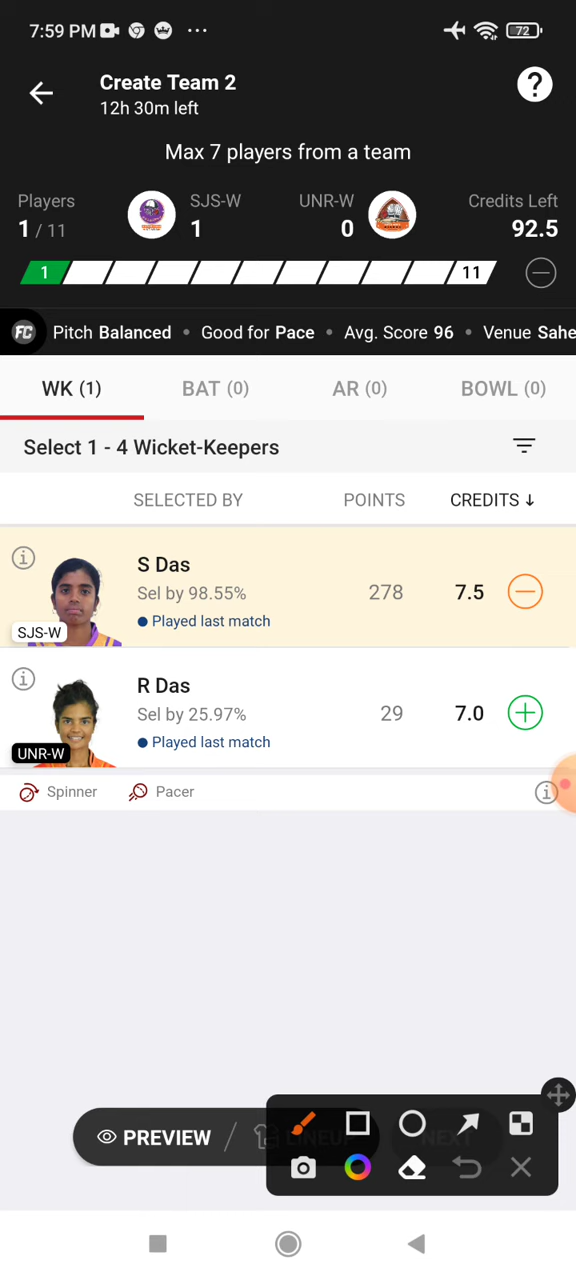 7:59 PM
72
Create Team 2
12h 30m left
?
Max 7 players from a team
Players SJS-W UNR-W Credits Left
1 / 11 1 0 92.5
1 11
FC Pitch Balanced • Good for Pace • Avg. Score 96 • Venue Sahe
WK (1) BAT (0) AR (0) BOWL (0)
Select 1 - 4 Wicket-Keepers
SELECTED BY POINTS CREDITS ↓
S Das
Sel by 98.55% 278 7.5
Played last match
SJS-W
R Das
Sel by 25.97% 29 7.0
Played last match
UNR-W
Spinner Pacer
PREVIEW / LINEUP NEXT